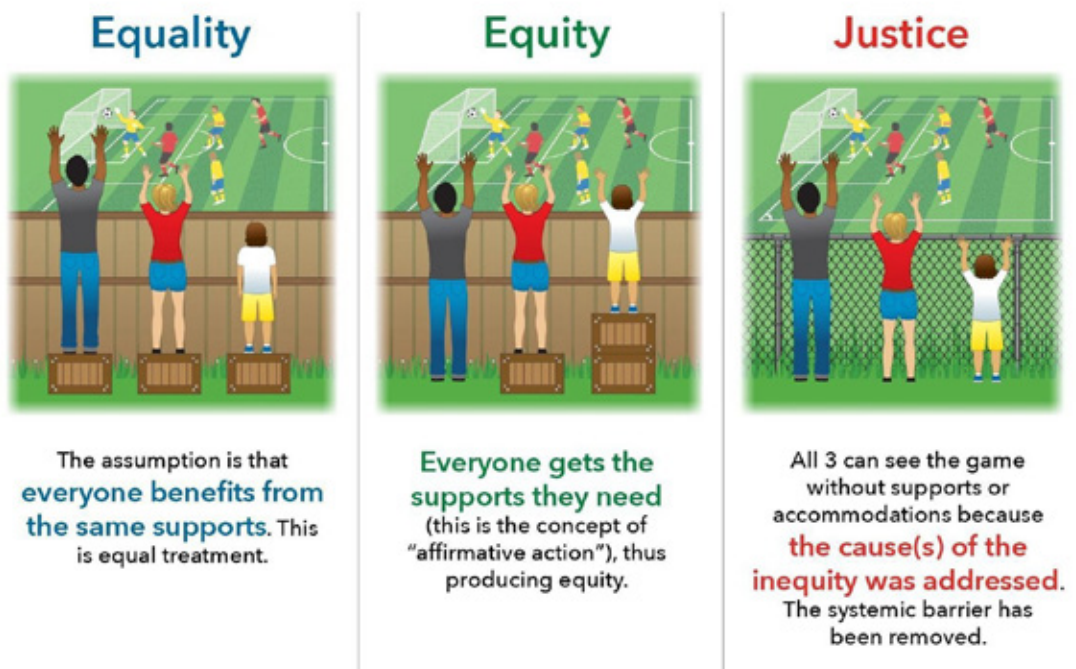 Equality
The assumption is that
everyone benefits from
the same supports. This
is equal treatment.
Equity
Everyone gets the
supports they need
(this is the concept of
“affirmative action”), thus
producing equity.
Justice
All 3 can see the game
without supports or
accommodations because
the cause(s) of the
inequity was addressed.
The systemic barrier has
been removed.